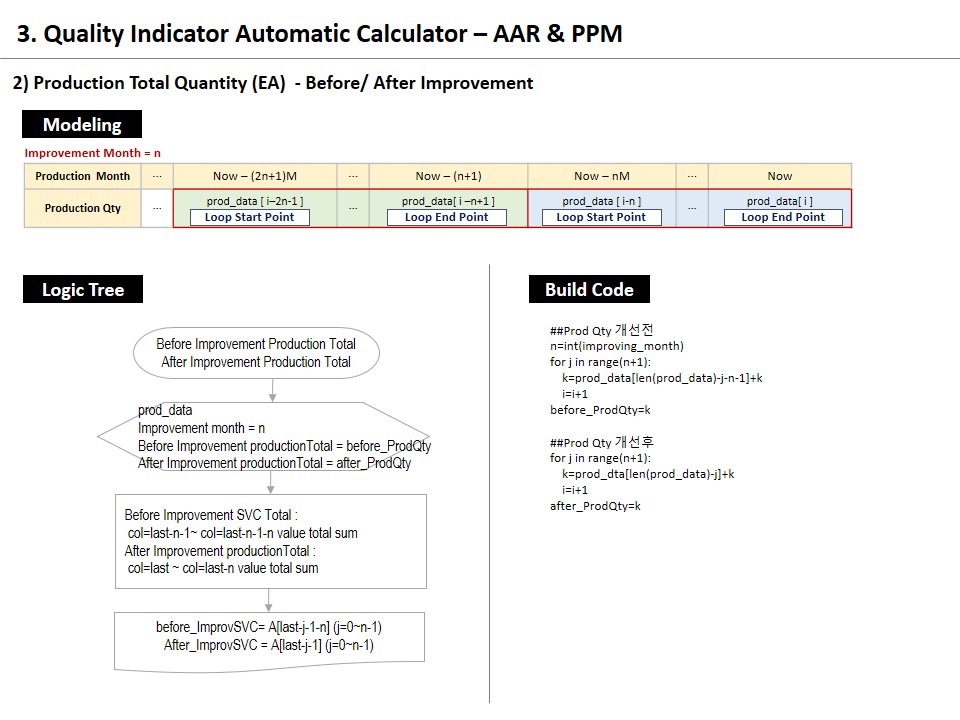 3. Quality Indicator Automatic Calculator – AAR & PPM
2) Production Total Quantity (EA)  - Before/ After Improvement
Modeling
Improvement Month = n
Production Month ... Now – (2n+1)M ... Now – (n+1) Now – nM ... Now
Production Qty ... prod_data [ i–2n-1 ] ... prod_data[ i –n+1 ] prod_data [ i-n ] ... prod_data[ i ]
Loop Start Point Loop End Point Loop Start Point Loop End Point
Logic Tree
Before Improvement Production Total
After Improvement Production Total
prod_data
Improvement month = n
Before Improvement productionTotal = before_ProdQty
After Improvement productionTotal = after_ProdQty
Before Improvement SVC Total :
col=last-n-1~ col=last-n-1-n value total sum
After Improvement productionTotal :
col=last ~ col=last-n value total sum
before_ImprovSVC= A[last-j-1-n] (j=0~n-1)
After_ImprovSVC = A[last-j-1] (j=0~n-1)
Build Code
##Prod Qty 개선전
n=int(improving_month)
for j in range(n+1):
k=prod_data[len(prod_data)-j-n-1]+k
i=i+1
before_ProdQty=k
##Prod Qty 개선후
for j in range(n+1):
k=prod_dta[len(prod_data)-j]+k
i=i+1
after_ProdQty=k